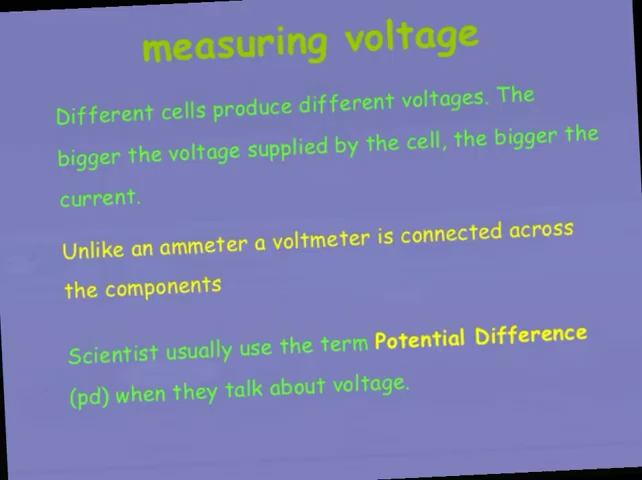 measuring voltage
Different cells produce different voltages. The
bigger the voltage supplied by the cell, the bigger the
current.
Unlike an ammeter a voltmeter is connected across
the components
Scientist usually use the term Potential Difference
(pd) when they talk about voltage.